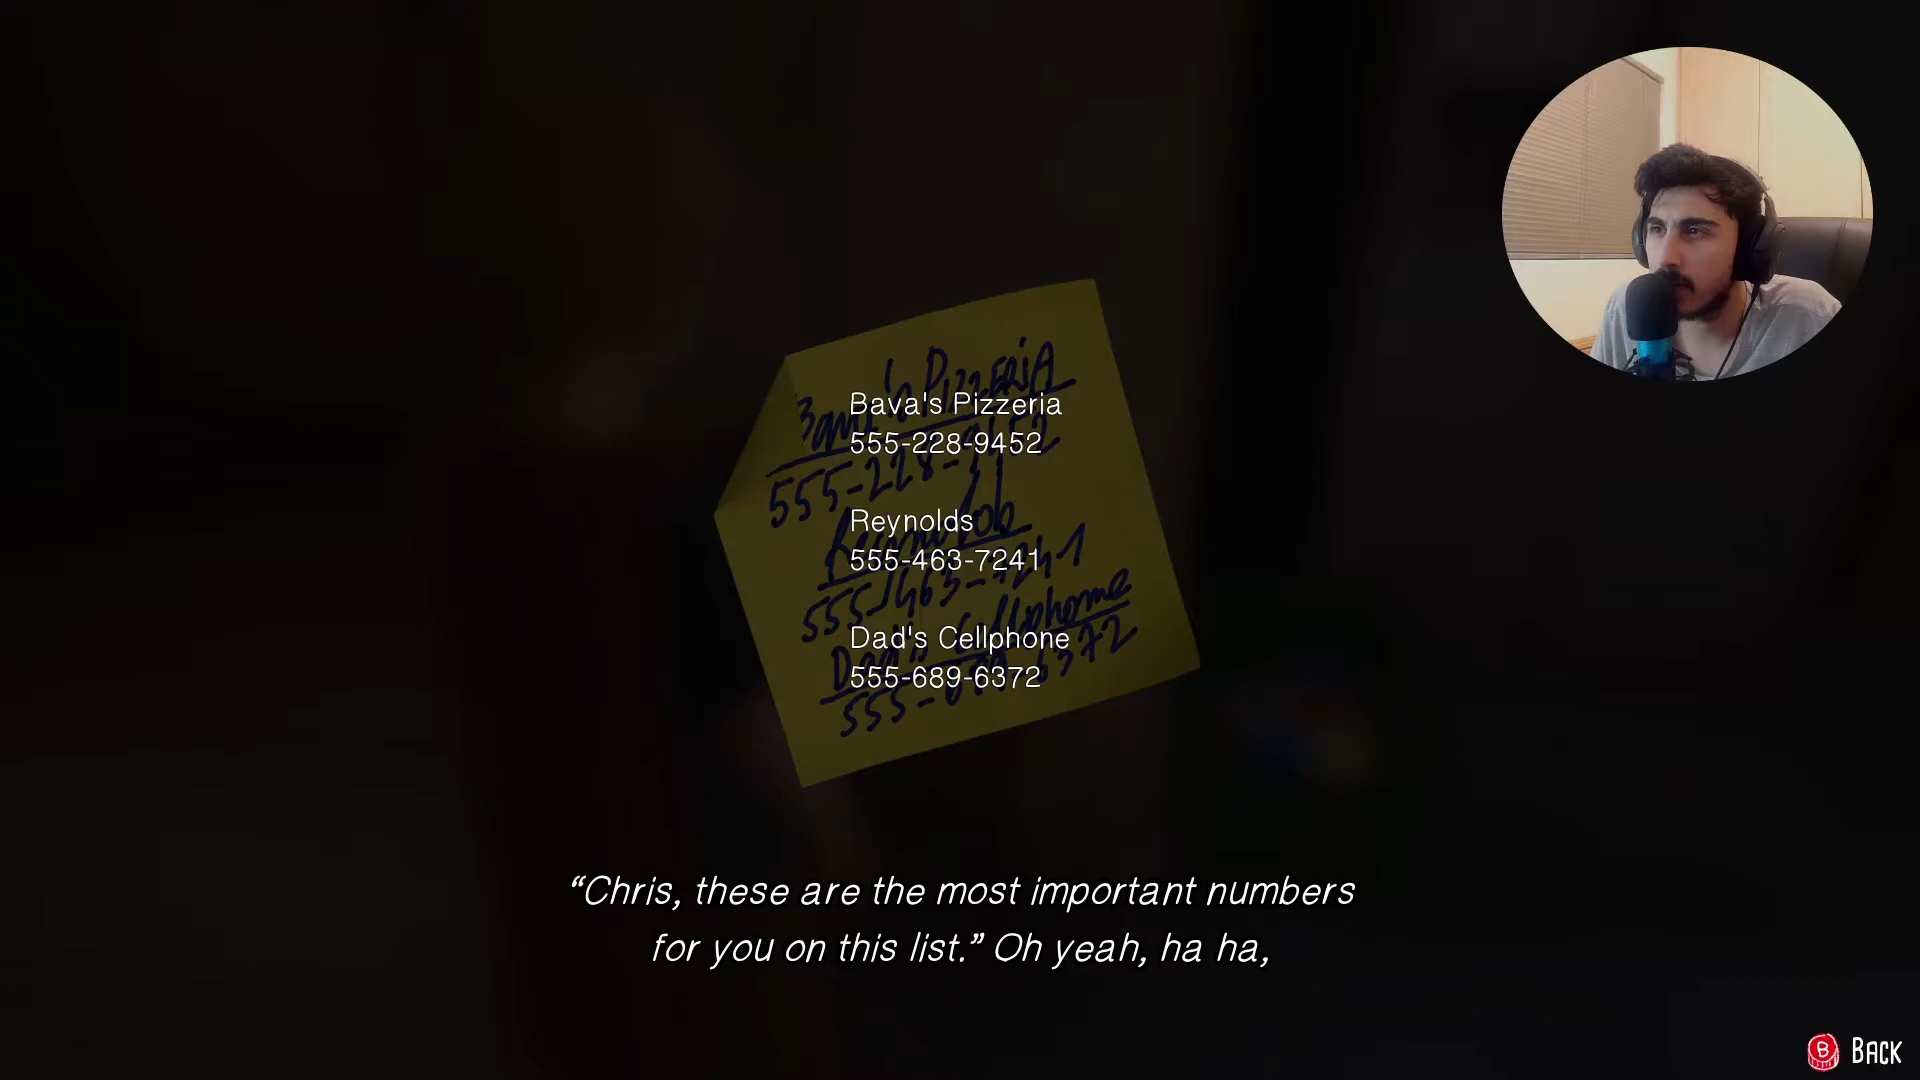 Bava's Pizzeria
555-228-9452
Reynolds
555-463-7241
Dad's Cellphone
555-689-6372
“Chris, these are the most important numbers
for you on this list.” Oh yeah, ha ha,
B BACK